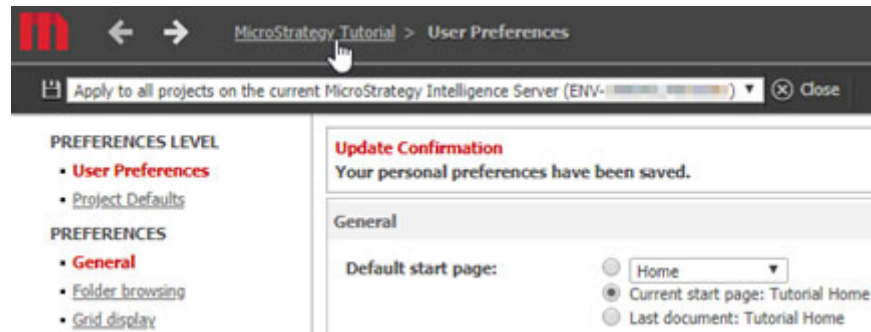 MicroStrategy Tutorial > User Preferences
Apply to all projects on the current MicroStrategy Intelligence Server (ENV- ) ▼ Close
PREFERENCES LEVEL
• User Preferences
• Project Defaults
PREFERENCES
• General
• Folder browsing
• Grid display
Update Confirmation
Your personal preferences have been saved.
General
Default start page:
Home ▼
Current start page: Tutorial Home
Last document: Tutorial Home